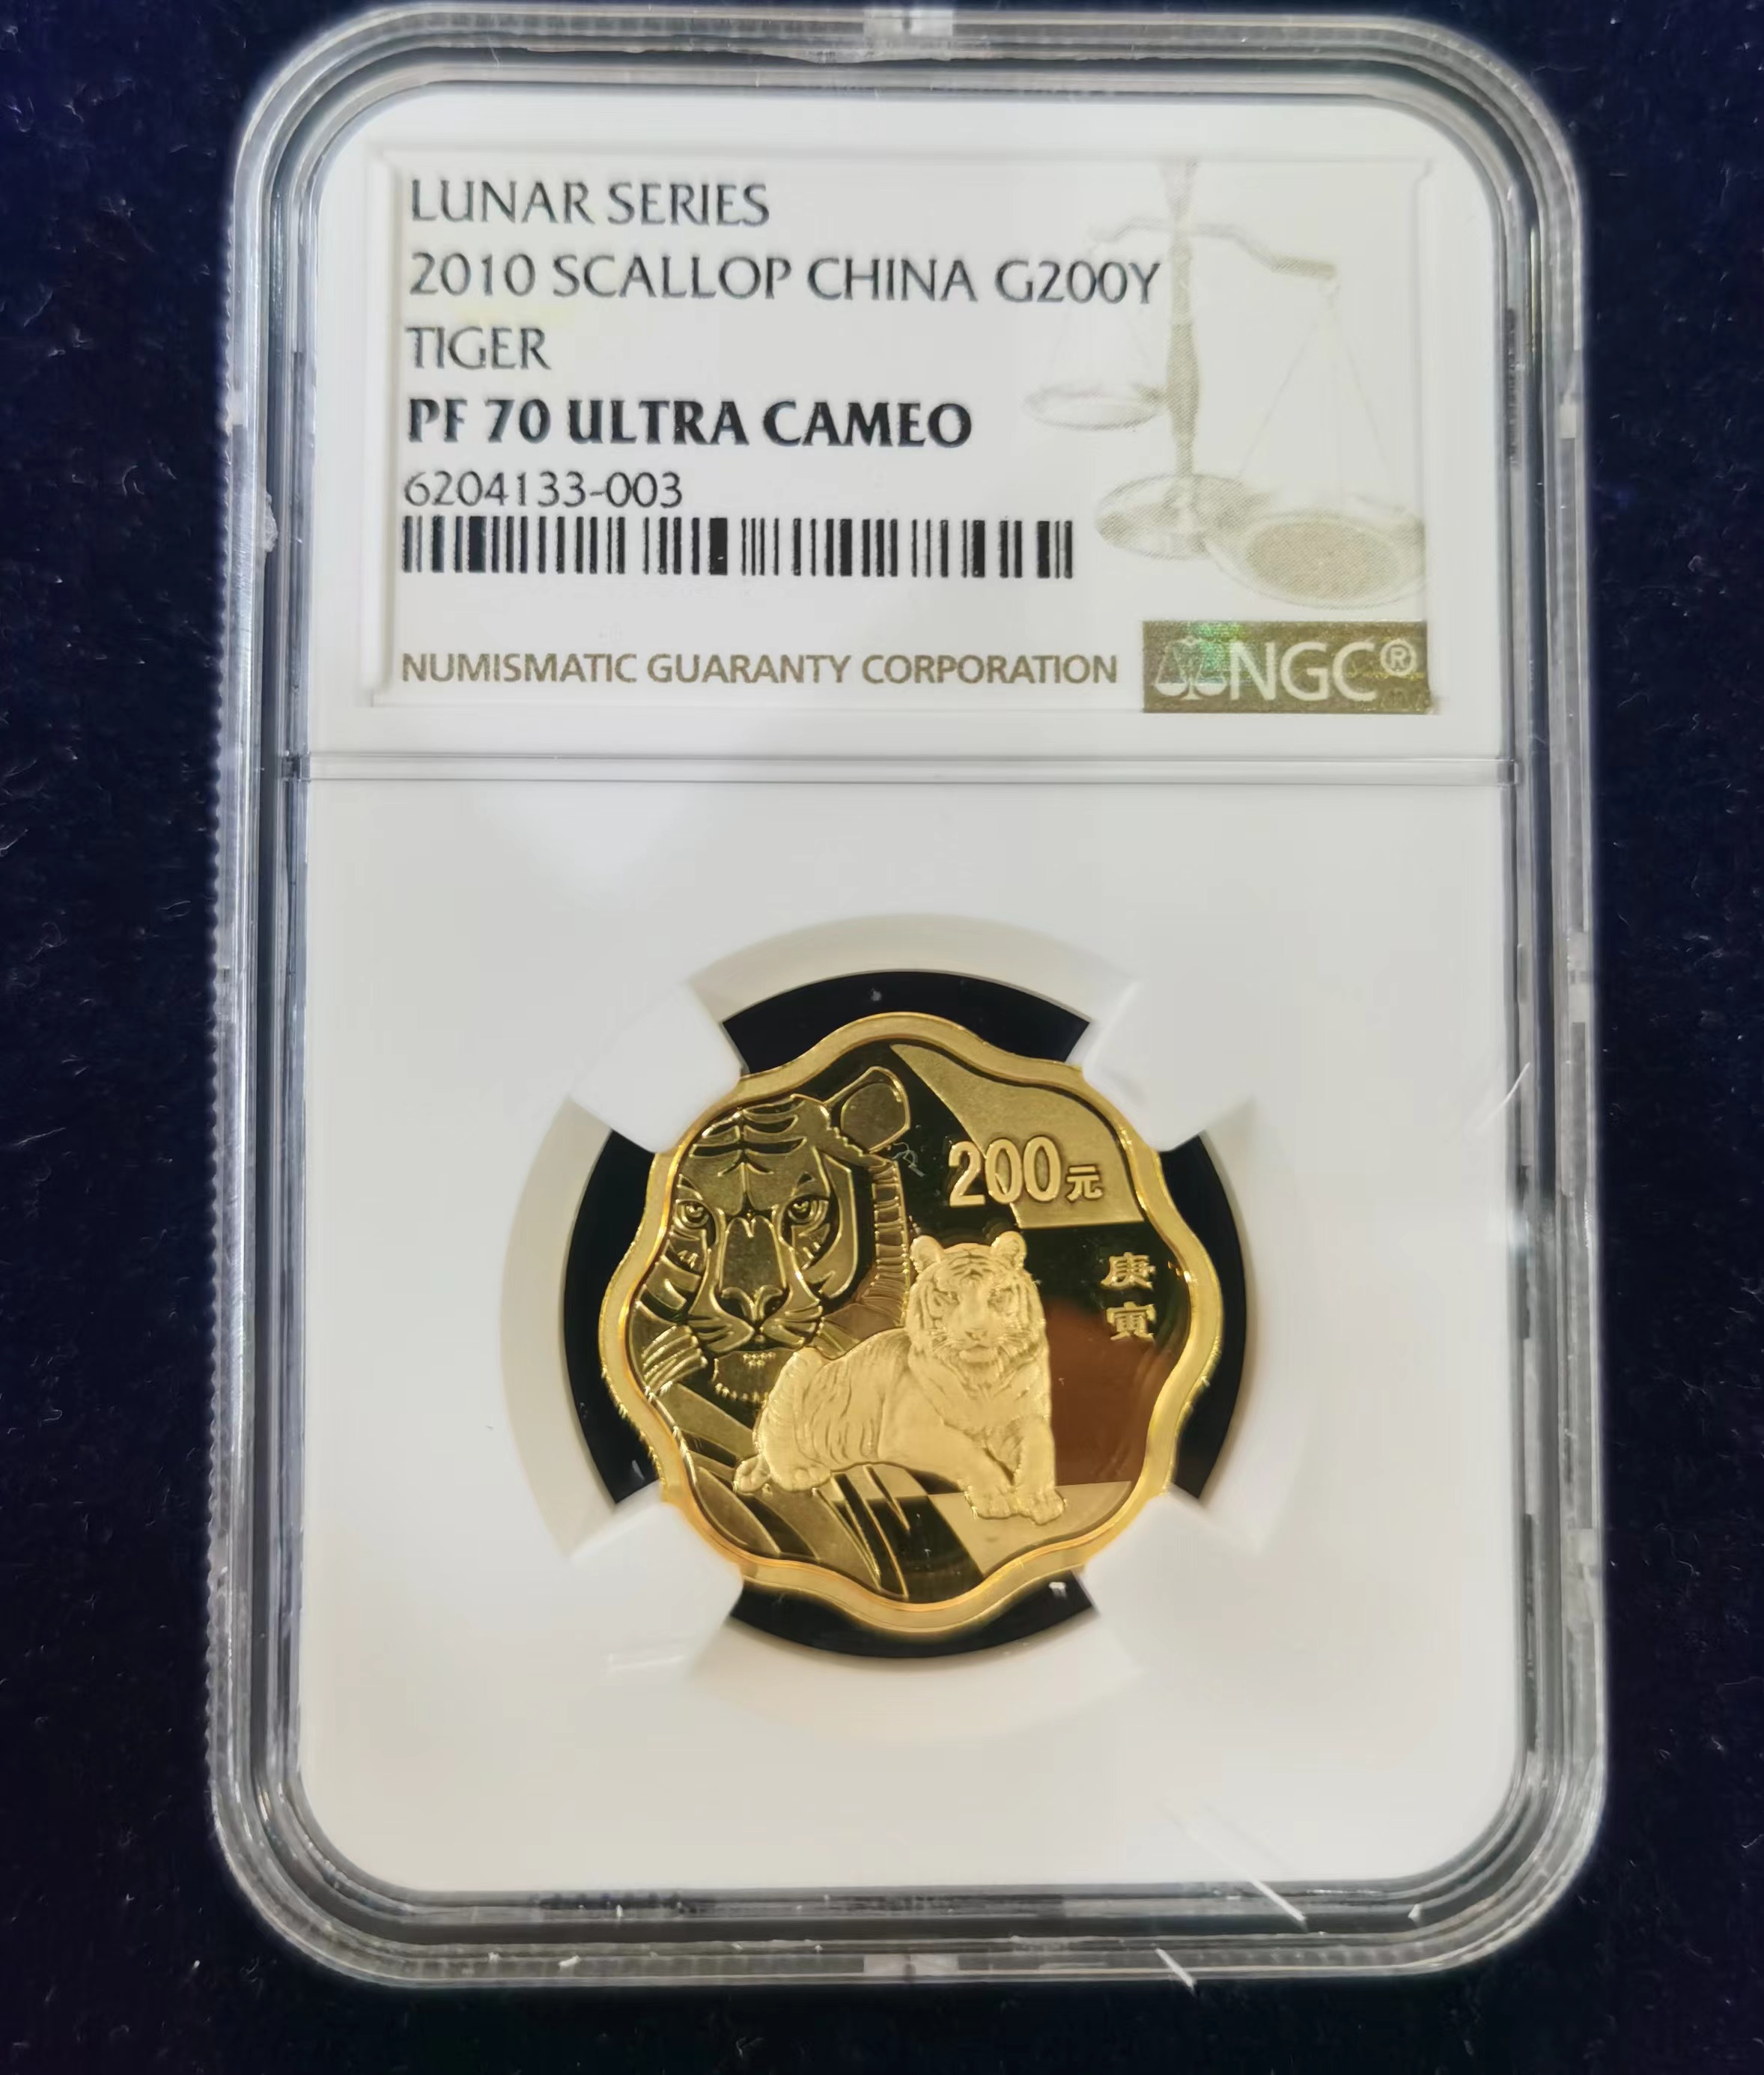 LUNAR SERIES
2010 SCALLOP CHINA G200Y
TIGER
PF 70 ULTRA CAMEO
6204133-003
NUMISMATIC GUARANTY CORPORATION
NGC®
200元
庚
寅